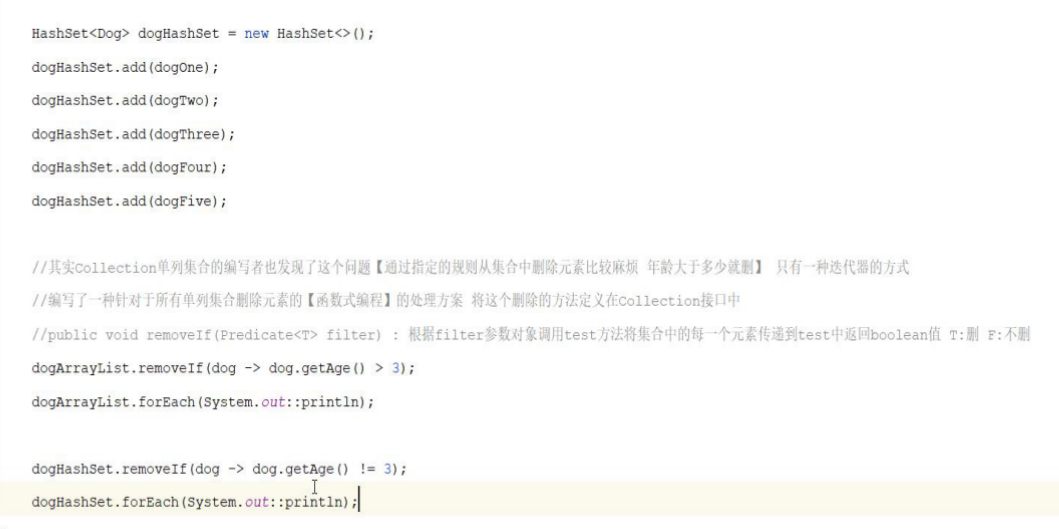 HashSet<Dog> dogHashSet = new HashSet<>();
dogHashSet.add(dogOne);
dogHashSet.add(dogTwo);
dogHashSet.add(dogThree);
dogHashSet.add(dogFour);
dogHashSet.add(dogFive);
//其实Collection单列集合的编写者也发现了这个问题【通过指定的规则从集合中删除元素比较麻烦 年龄大于多少就删】 只有一种迭代器的方式
//编写了一种针对于所有单列集合删除元素的【函数式编程】的处理方案 将这个删除的方法定义在Collection接口中
//public void removeIf(Predicate<T> filter) : 根据filter参数对象调用test方法将集合中的每一个元素传递到test中返回boolean值 T:删 F:不删
dogArrayList.removeIf(dog -> dog.getAge() > 3);
dogArrayList.forEach(System.out::println);
dogHashSet.removeIf(dog -> dog.getAge() != 3);
dogHashSet.forEach(System.out::println);